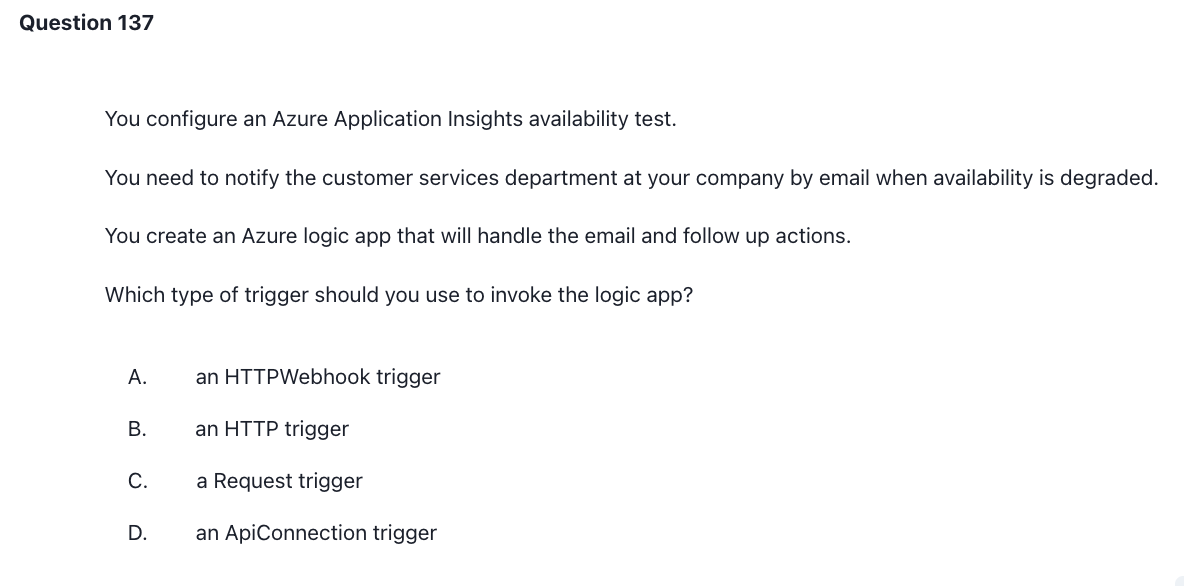 Question 137
You configure an Azure Application Insights availability test.
You need to notify the customer services department at your company by email when availability is degraded.
You create an Azure logic app that will handle the email and follow up actions.
Which type of trigger should you use to invoke the logic app?
A. an HTTPWebhook trigger
B. an HTTP trigger
C. a Request trigger
D. an ApiConnection trigger